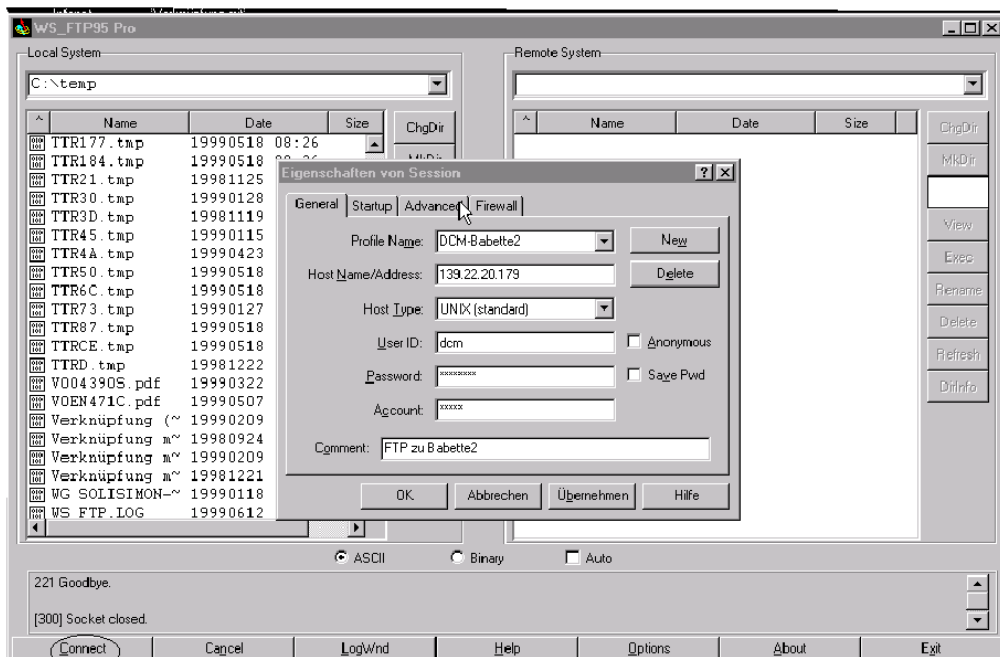 WS_FTP95 Pro
Local System
Remote System
C:\temp
^ Name Date Size
^ Name Date Size
ChgDir
ChgDir
MkDir
View
Exec
Rename
Delete
Refresh
DirInfo
TTR177.tmp 19990518 08:26
TTR184.tmp 19990518
TTR21.tmp 19981125
TTR30.tmp 19990128
TTR3D.tmp 19981119
TTR45.tmp 19990115
TTR4A.tmp 19990423
TTR50.tmp 19990518
TTR6C.tmp 19990518
TTR73.tmp 19990127
TTR87.tmp 19990518
TTRCE.tmp 19990518
TTRD.tmp 19981222
VO04390S.pdf 19990322
VOEN471C.pdf 19990507
Verknüpfung (~ 19990209
Verknüpfung m~ 19980924
Verknüpfung m~ 19990209
Verknüpfung m~ 19981221
WG SOLISIMON-~ 19990118
WS_FTP.LOG 19990612
Eigenschaften von Session
General Startup Advanced Firewall
Profile Name: DCM-Babette2 New
Host Name/Address: 139.22.20.179 Delete
Host Type: UNIX (standard)
User ID: dcm Anonymous
Password: ******** Save Pwd
Account: *****
Comment: FTP zu Babette2
OK Abbrechen Übernehmen Hilfe
ASCII Binary Auto
221 Goodbye.
[300] Socket closed.
Connect Cancel LogWnd Help Options About Exit